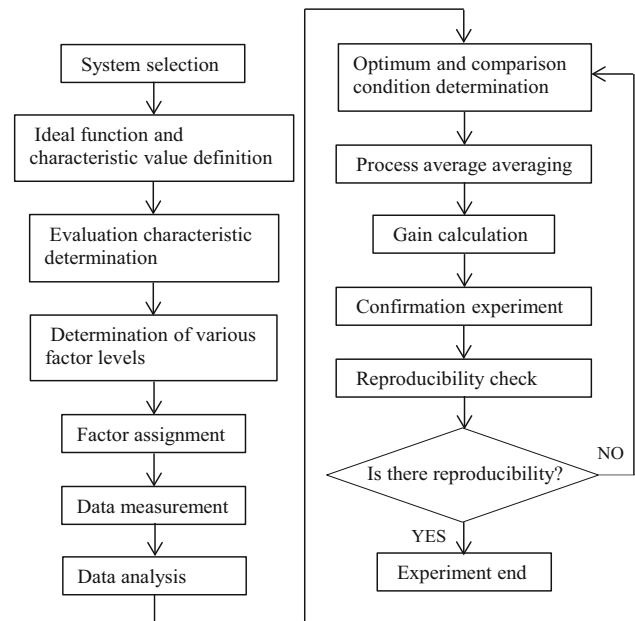 System selection
Ideal function and
characteristic value definition
Evaluation characteristic
determination
Determination of various
factor levels
Factor assignment
Data measurement
Data analysis
Optimum and comparison
condition determination
Process average averaging
Gain calculation
Confirmation experiment
Reproducibility check
Is there reproducibility?
NO
YES
Experiment end